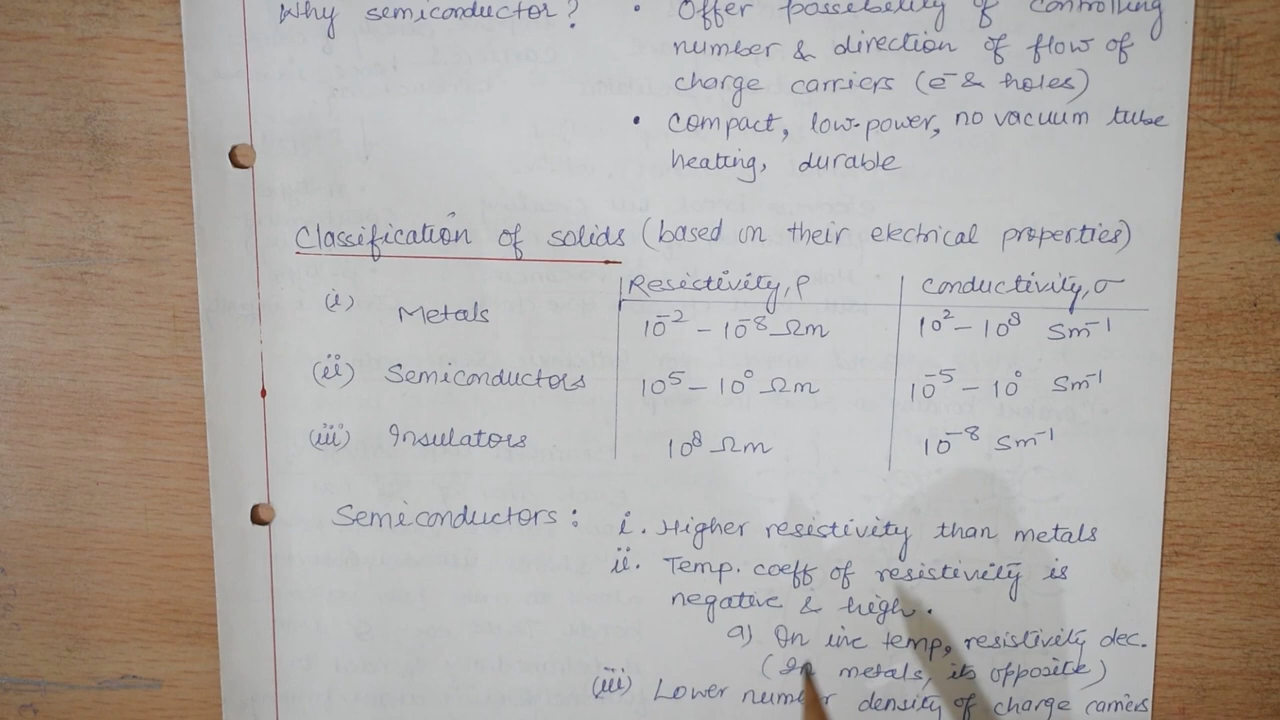 Why semiconductor? • Offer possebility of controlling
number & direction of flow of
charge carriers (e⁻ & holes)
• compact, low-power, no vacuum tube
heating, durable
Classification of solids (based on their electrical properties)
Resistivity, ρ conductivity, σ
(i) Metals 10⁻² – 10⁻⁸ Ωm 10² – 10⁸ Sm⁻¹
(ii) Semiconductors 10⁵ – 10⁰ Ωm 10⁻⁵ – 10⁰ Sm⁻¹
(iii) Insulators 10⁸ Ωm 10⁻⁸ Sm⁻¹
Semiconductors: i. Higher resistivity than metals
ii. Temp. coeff of resistivity is
negative & high.
a) On inc temp, resistivity dec.
(In metals, its opposite)
(iii) Lower number density of charge carriers